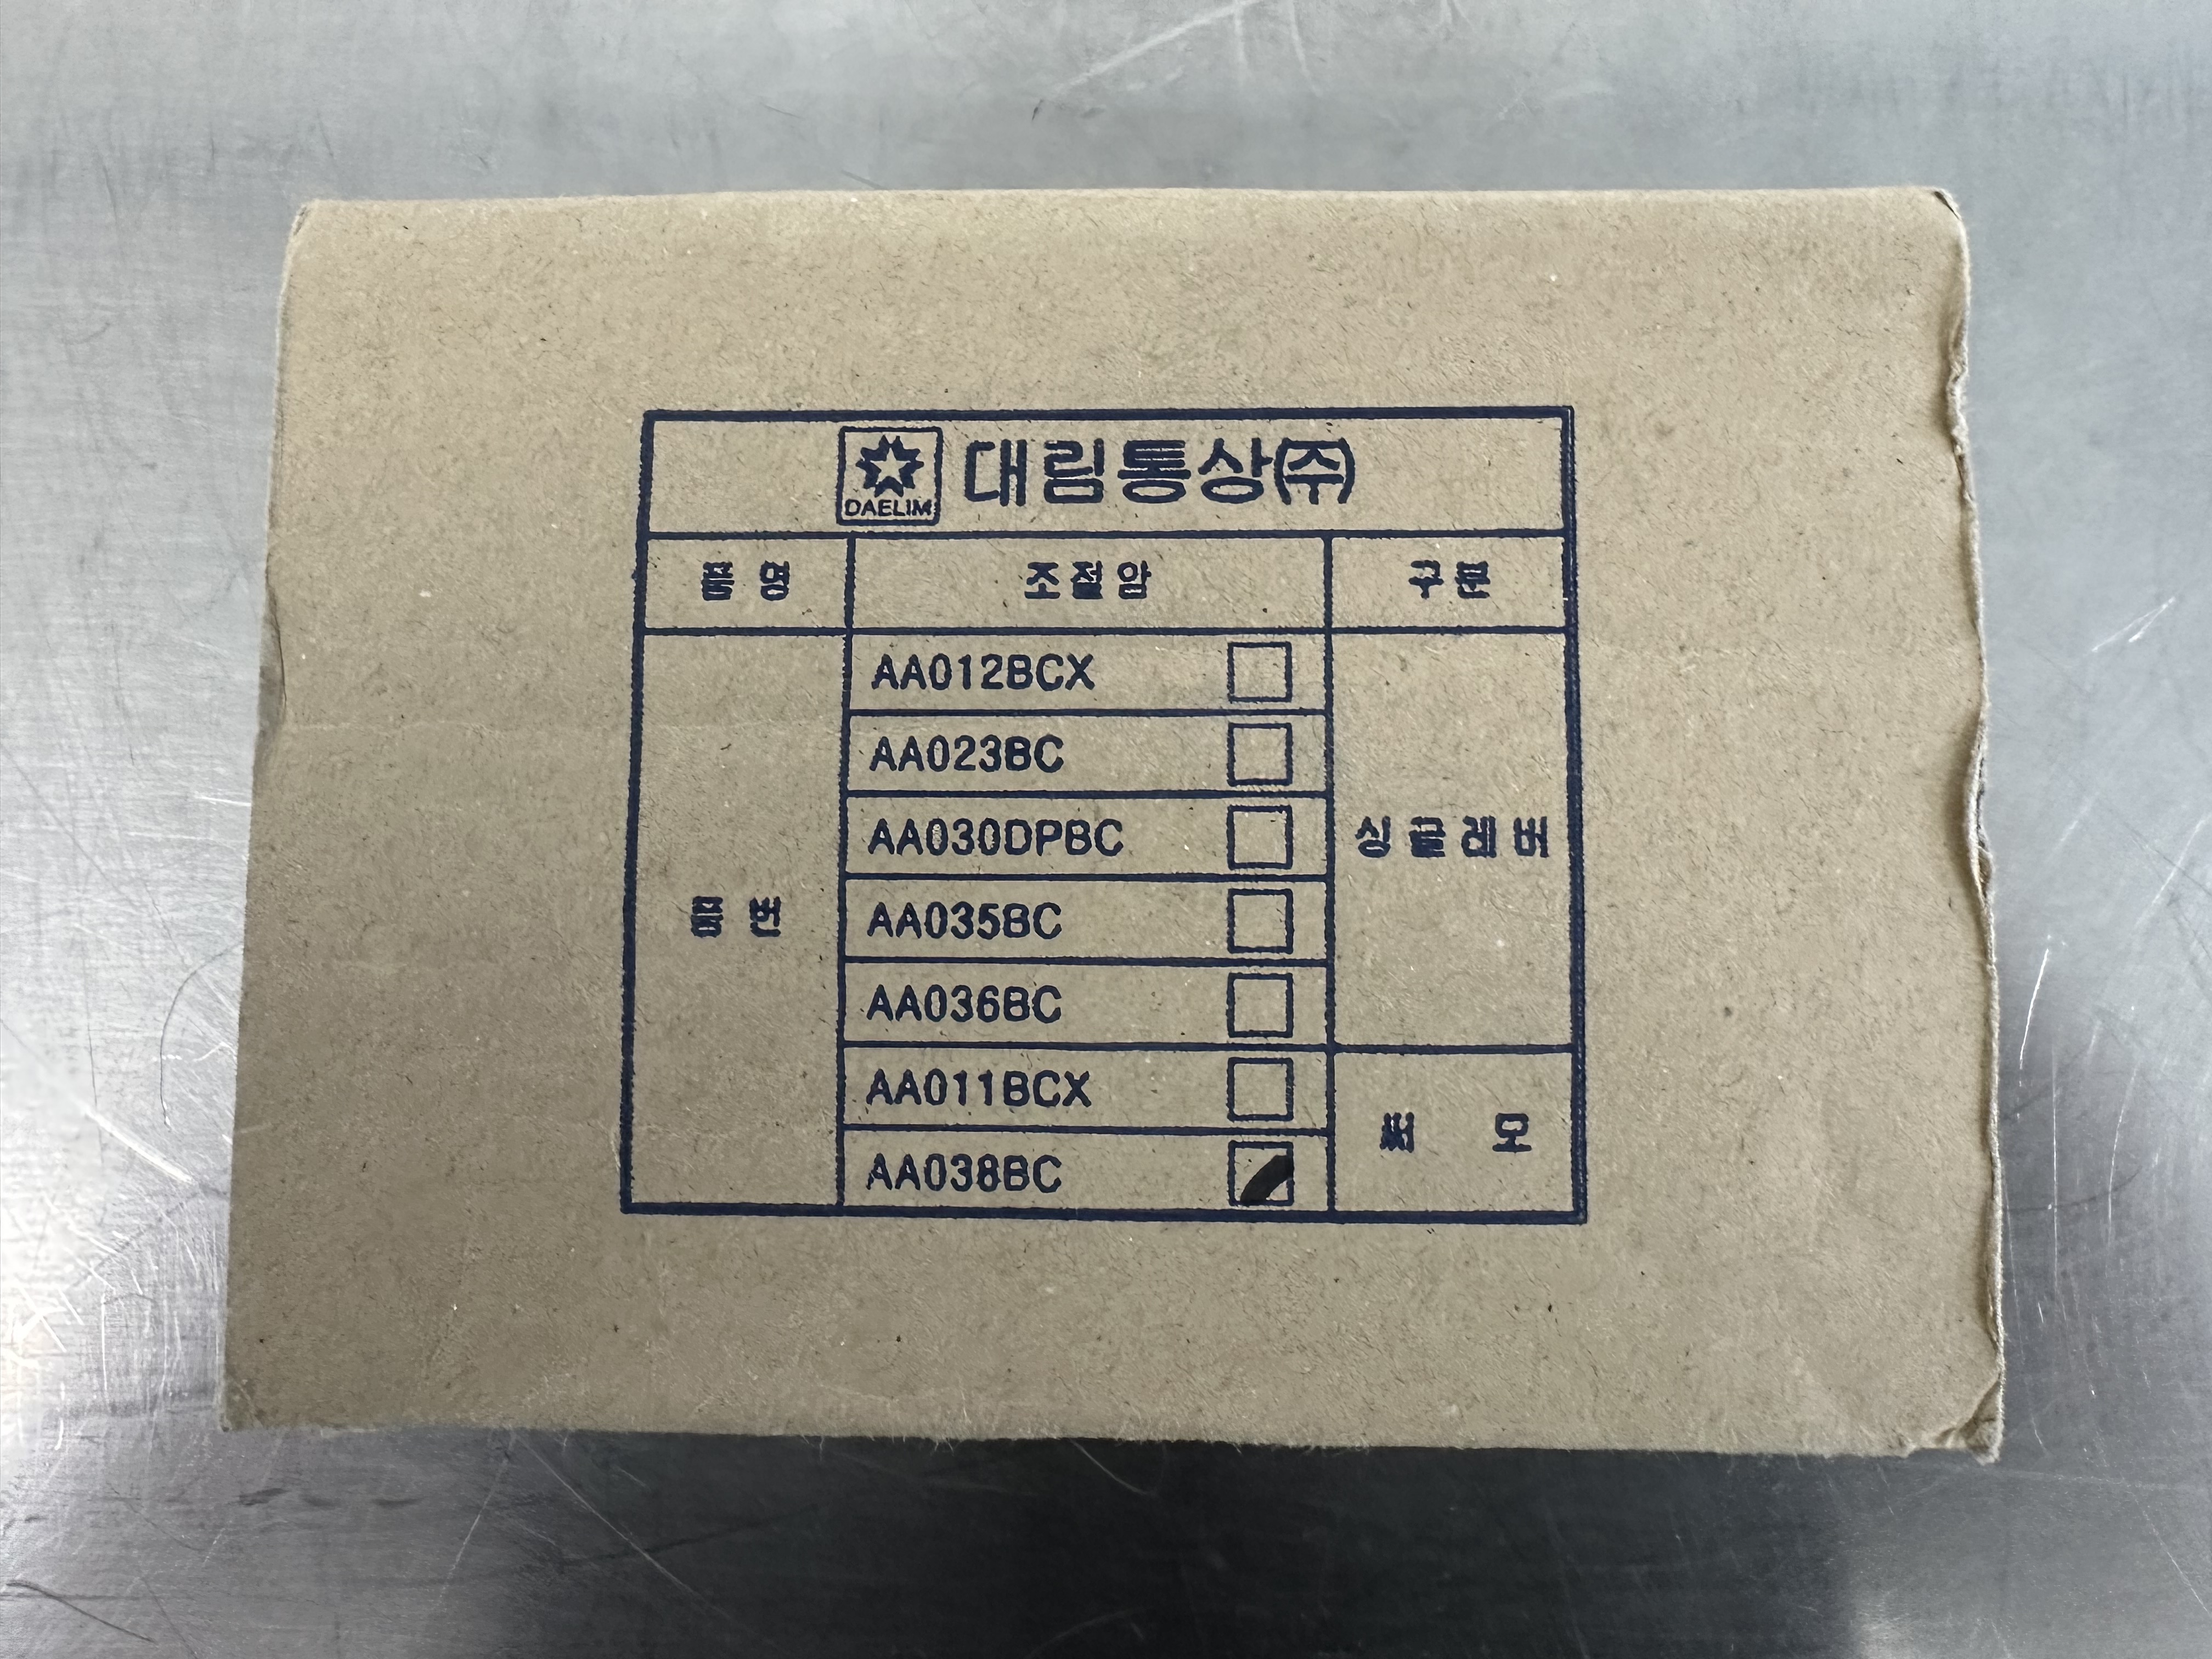 DAELIM 대림통상㈜
품명 조절암 구분
품번
AA012BCX
AA023BC
AA030DPBC
AA035BC
AA036BC
싱글레버
AA011BCX
AA038BC
써모